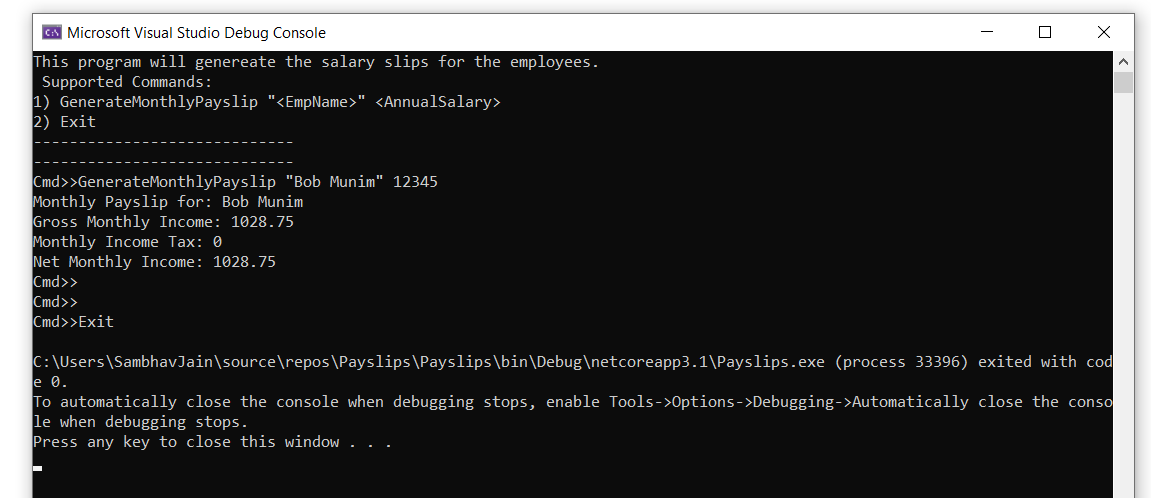 Microsoft Visual Studio Debug Console
This program will genereate the salary slips for the employees.
 Supported Commands:
1) GenerateMonthlyPayslip "<EmpName>" <AnnualSalary>
2) Exit
-----------------------------
-----------------------------
Cmd>>GenerateMonthlyPayslip "Bob Munim" 12345
Monthly Payslip for: Bob Munim
Gross Monthly Income: 1028.75
Monthly Income Tax: 0
Net Monthly Income: 1028.75
Cmd>>
Cmd>>
Cmd>>Exit

C:\Users\SambhavJain\source\repos\Payslips\Payslips\bin\Debug\netcoreapp3.1\Payslips.exe (process 33396) exited with cod
e 0.
To automatically close the console when debugging stops, enable Tools->Options->Debugging->Automatically close the conso
le when debugging stops.
Press any key to close this window . . .